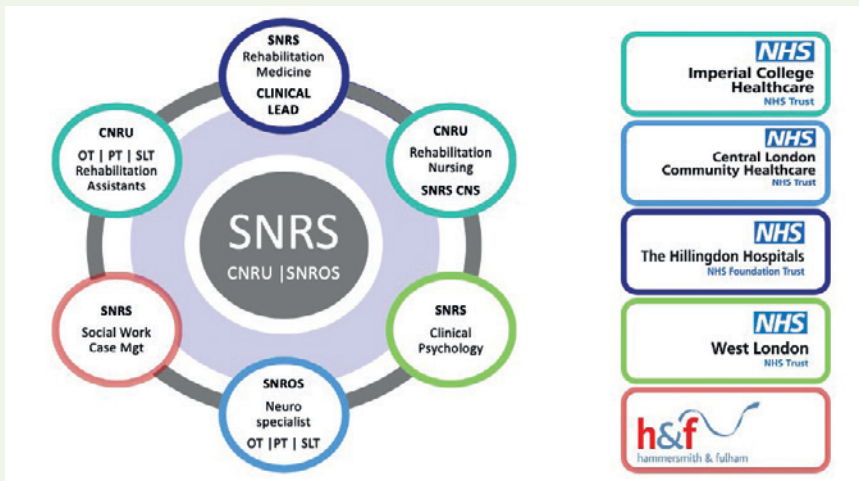 SNRS
Rehabilitation
Medicine
CLINICAL
LEAD
CNRU
OT | PT | SLT
Rehabilitation
Assistants
CNRU
Rehabilitation
Nursing
SNRS CNS
SNRS
CNRU |SNROS
SNRS
Social Work
Case Mgt
SNRS
Clinical
Psychology
SNROS
Neuro
specialist
OT |PT | SLT
NHS
Imperial College
Healthcare
NHS Trust
NHS
Central London
Community Healthcare
NHS Trust
NHS
The Hillingdon Hospitals
NHS Foundation Trust
NHS
West London
NHS Trust
h&f
hammersmith & fulham